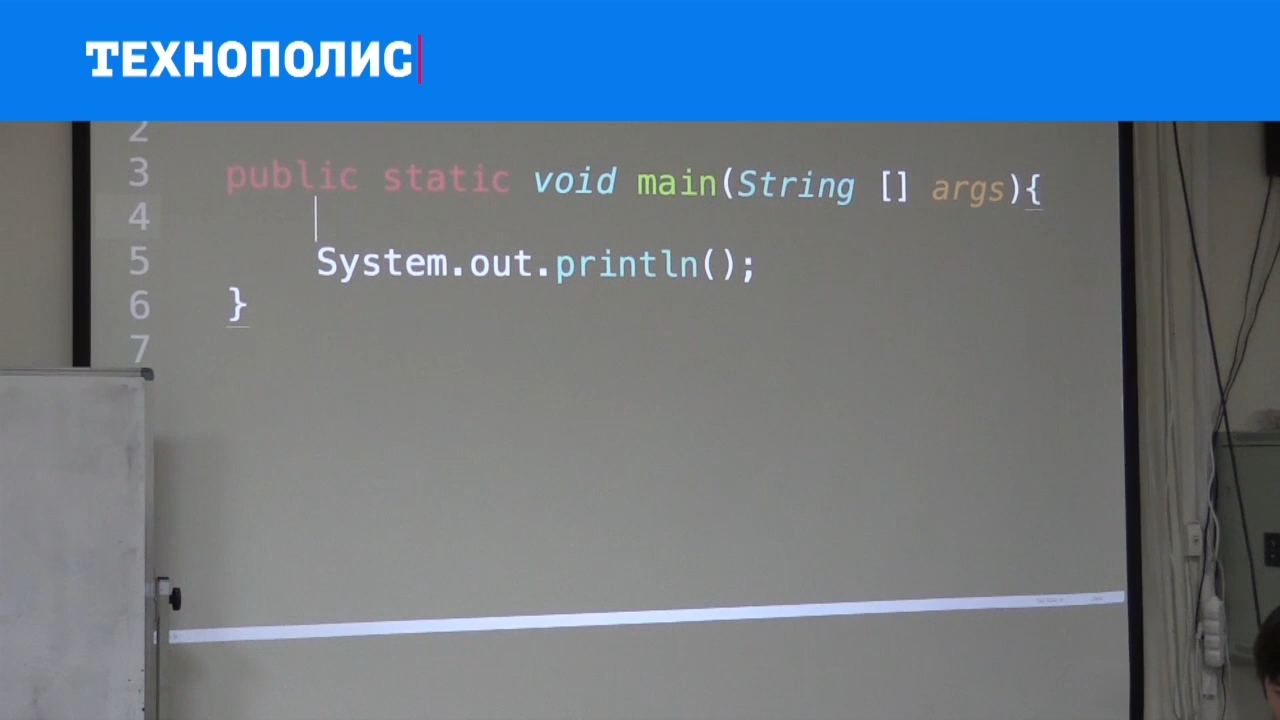 ТЕХНОПОЛИС
2
3 public static void main(String [] args){
4
5 System.out.println();
6 }
7